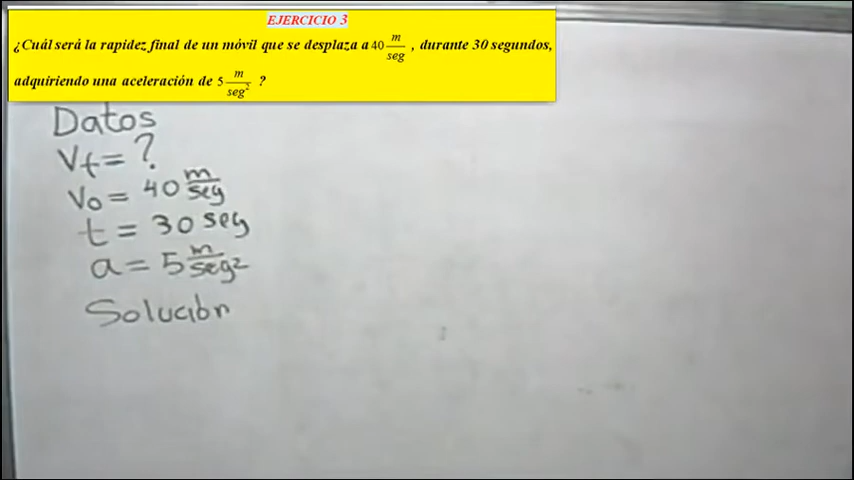 EJERCICIO 3
¿Cuál será la rapidez final de un móvil que se desplaza a 40 m/seg , durante 30 segundos,
adquiriendo una aceleración de 5 m/seg² ?
Datos
Vf = ?
Vo = 40 m/seg
t = 30 seg
a = 5 m/seg²
Solución